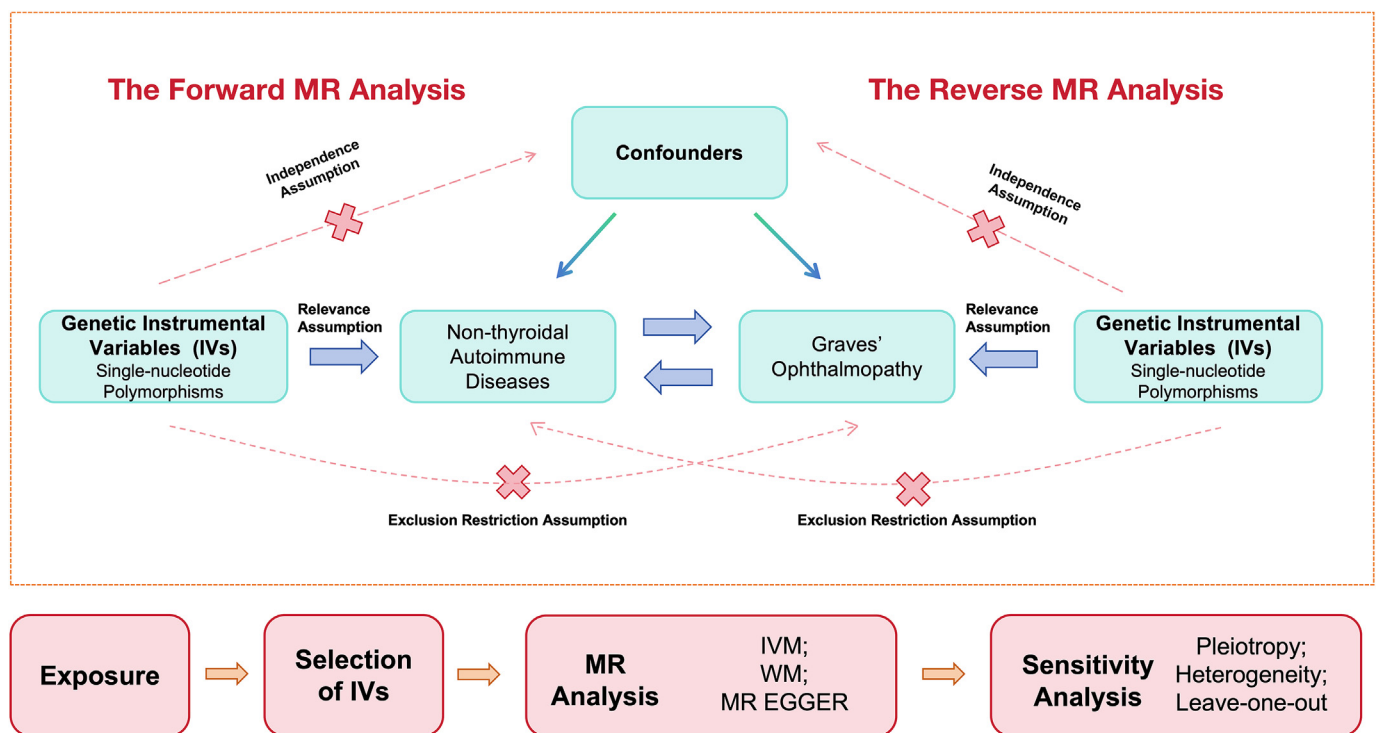 The Forward MR Analysis
The Reverse MR Analysis
Confounders
Independence
Assumption
Independence
Assumption
Genetic Instrumental
Variables (IVs)
Single-nucleotide
Polymorphisms
Relevance
Assumption
Non-thyroidal
Autoimmune
Diseases
Graves’
Ophthalmopathy
Relevance
Assumption
Genetic Instrumental
Variables (IVs)
Single-nucleotide
Polymorphisms
Exclusion Restriction Assumption
Exclusion Restriction Assumption
Exposure
Selection
of IVs
MR
Analysis
IVM;
WM;
MR EGGER
Sensitivity
Analysis
Pleiotropy;
Heterogeneity;
Leave-one-out